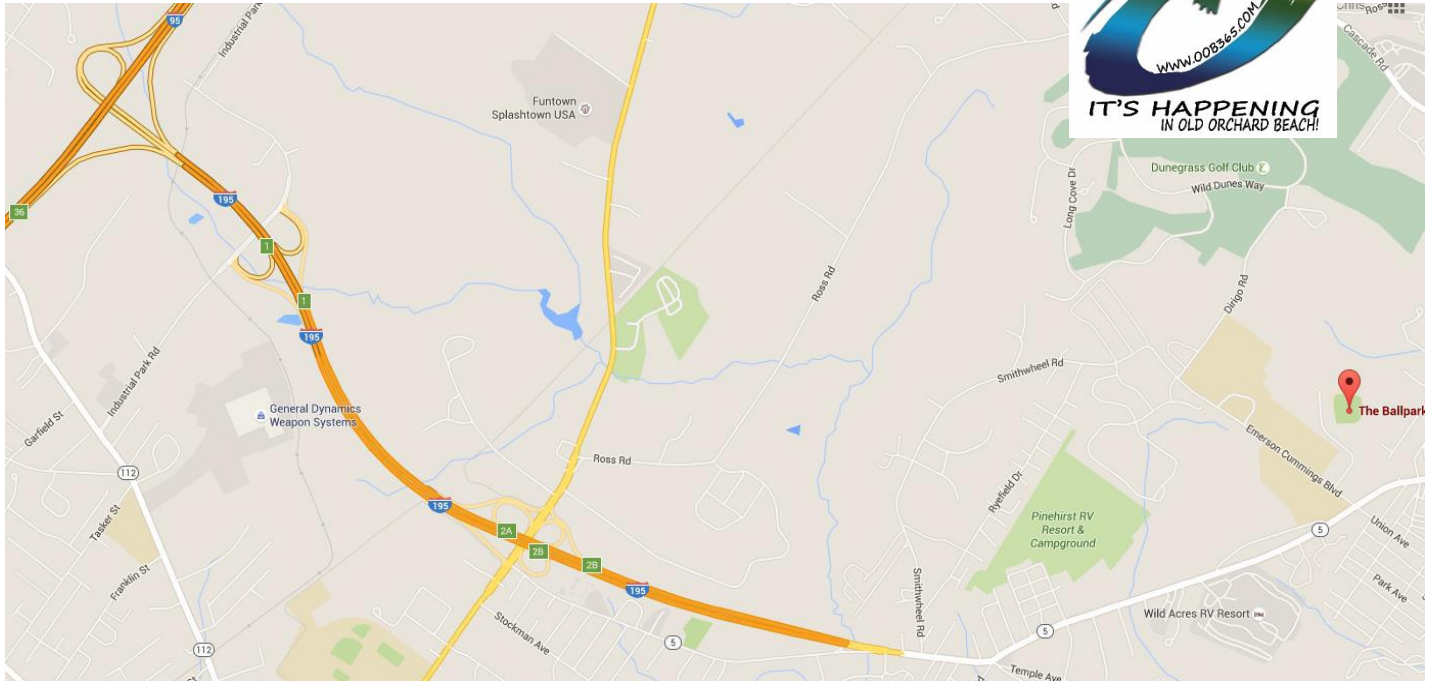 95
Industrial Park Rd
Funtown
Splashtown USA
WWW.OOB365.COM
IT'S HAPPENING
IN OLD ORCHARD BEACH!
Chris
Ross
Cascade Rd
Dunegrass Golf Club
Wild Dunes Way
Long Cove Dr
195
36
1
1
195
Ross Rd
Dirigo Rd
Industrial Park Rd
General Dynamics
Weapon Systems
Garfield St
112
Smithwheel Rd
The Ballpark
Emerson Cummings Blvd
Ross Rd
Ryefield Dr
Tasker St
195
2A
2B
2B
195
Pinehirst RV
Resort &
Campground
5
Union Ave
Franklin St
Park Ave
Smithwheel Rd
Wild Acres RV Resort
Stockman Ave
5
5
112
Temple Ave